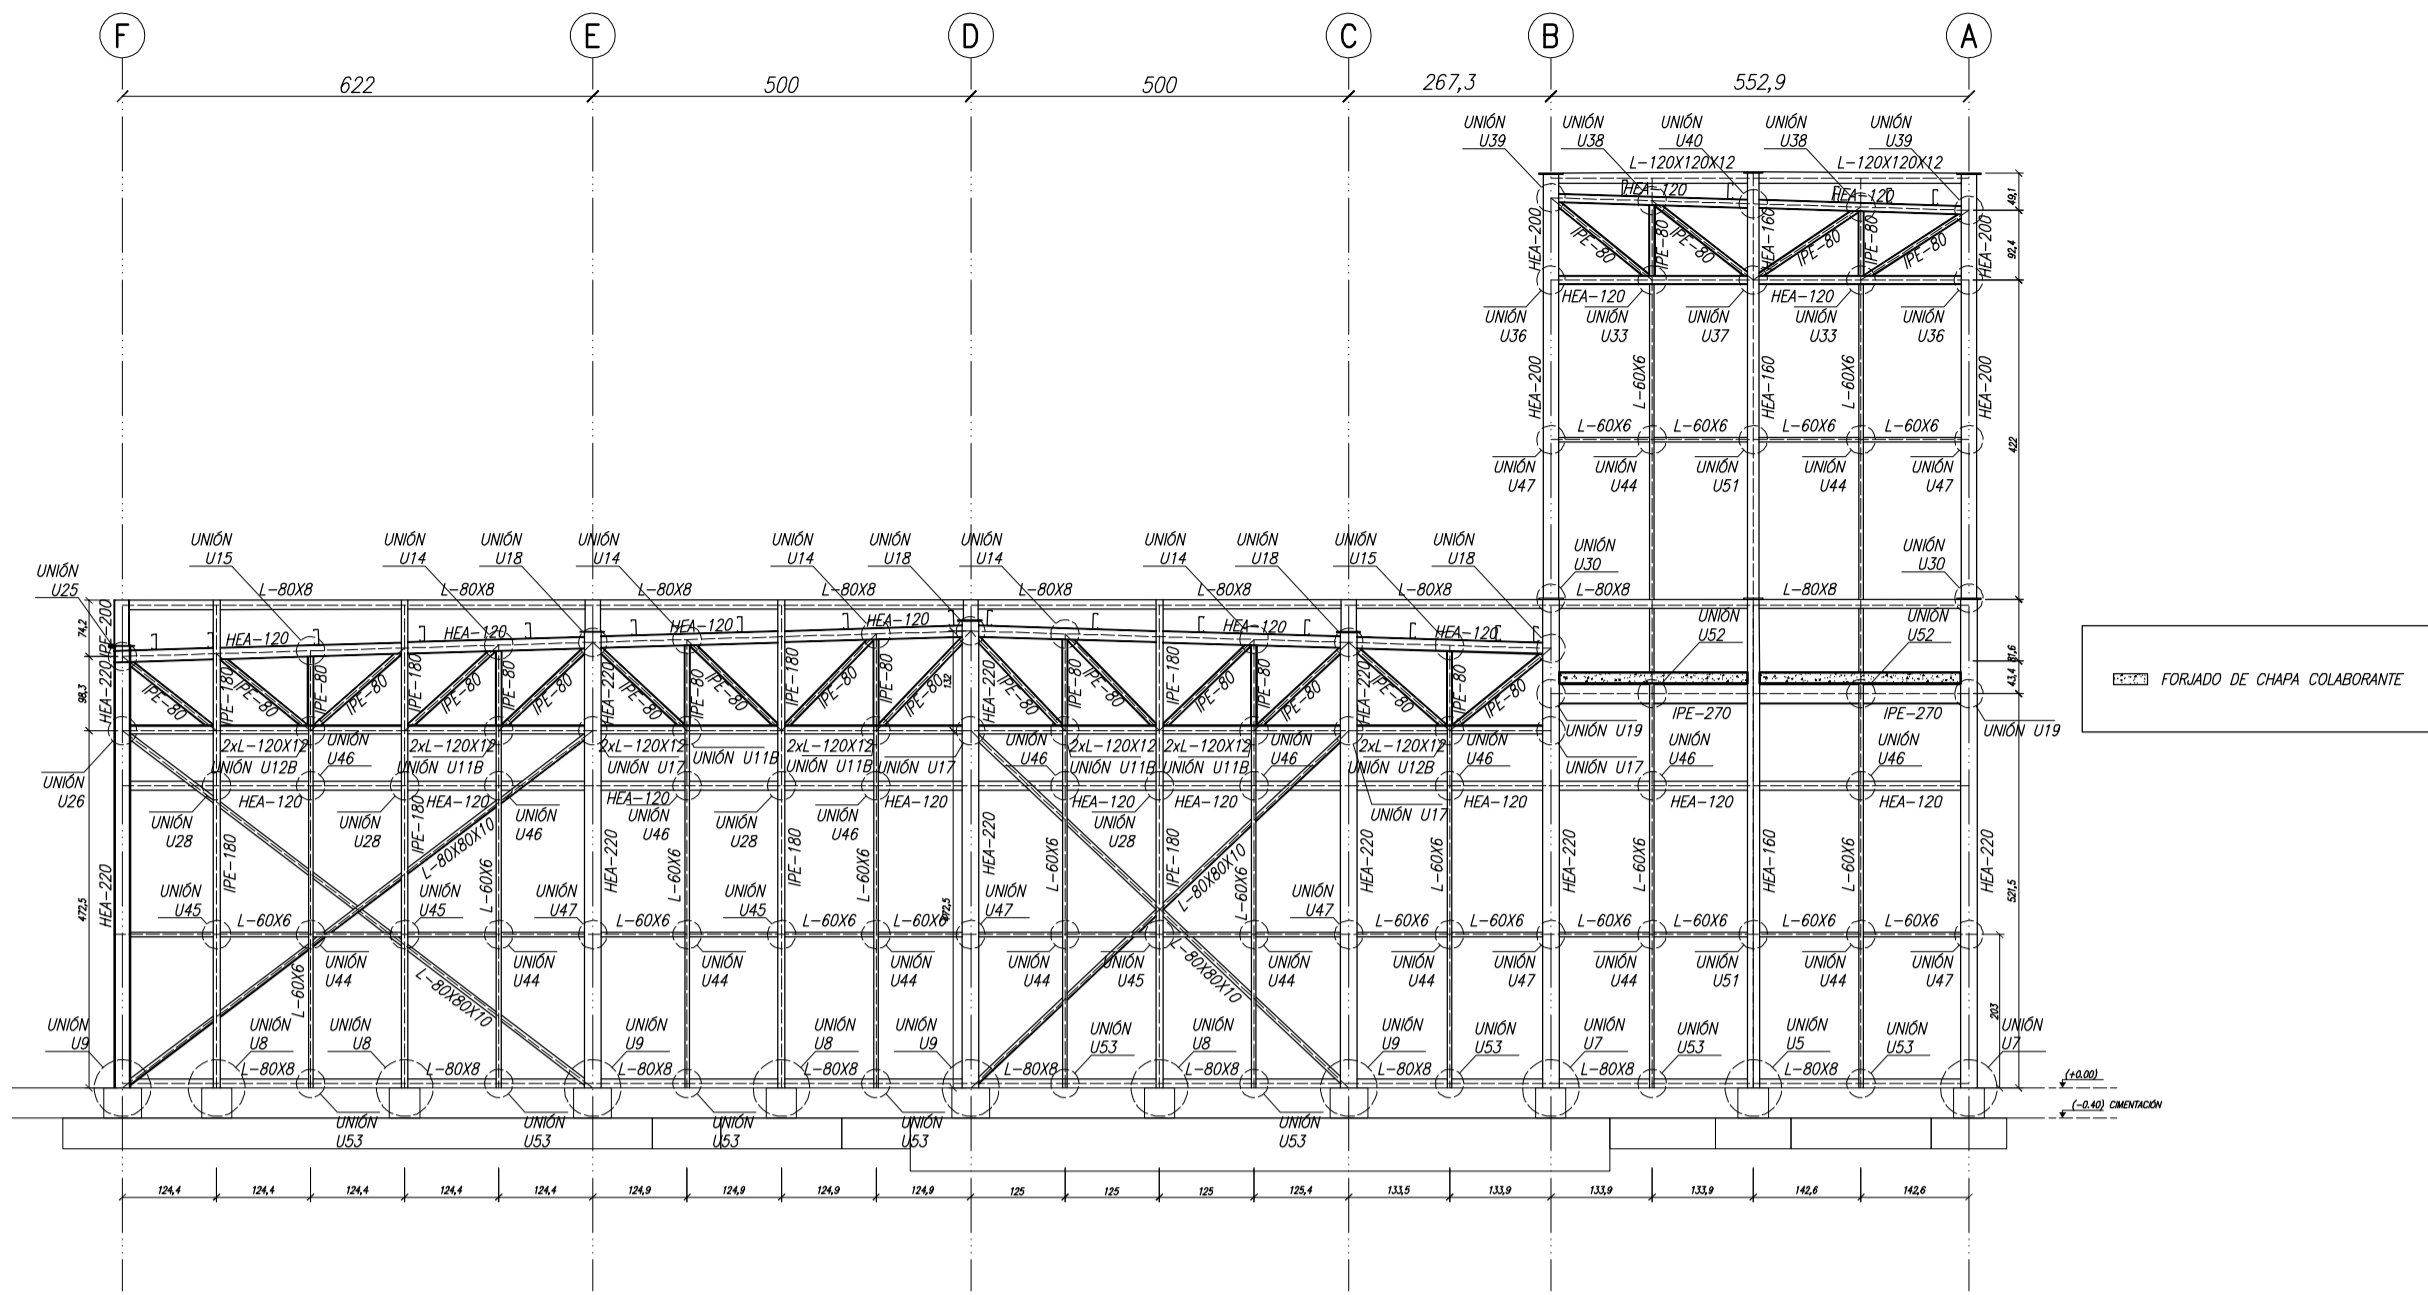 F E D C B A
622 500 500 267,3 552,9
UNIÓN UNIÓN UNIÓN UNIÓN UNIÓN
U39 U38 U40 U38 U39
L-120X120X12 L-120X120X12
HEA-120 HEA-120
49,1
HEA-200 IPE-80 IPE-80 IPE-80 HEA-160 IPE-80 IPE-80 IPE-80 HEA-200
92,4
HEA-120 HEA-120
UNIÓN UNIÓN UNIÓN UNIÓN UNIÓN
U36 U33 U37 U33 U36
HEA-200 L-60X6 HEA-160 L-60X6 HEA-200
L-60X6 L-60X6 L-60X6 L-60X6
422
UNIÓN UNIÓN UNIÓN UNIÓN UNIÓN
U47 U44 U51 U44 U47
UNIÓN UNIÓN UNIÓN UNIÓN UNIÓN UNIÓN UNIÓN UNIÓN UNIÓN UNIÓN UNIÓN UNIÓN UNIÓN UNIÓN
U15 U14 U18 U14 U14 U18 U14 U14 U18 U15 U18 U30 U30
UNIÓN
U25
L-80X8 L-80X8 L-80X8 L-80X8 L-80X8 L-80X8 L-80X8 L-80X8 L-80X8
IPE-200
74,2
HEA-120 HEA-120 HEA-120 HEA-120 HEA-120 HEA-120
UNIÓN UNIÓN
U52 U52
81,6
43,4
FORJADO DE CHAPA COLABORANTE
98,3
HEA-220 IPE-80 IPE-180 IPE-80 IPE-80 IPE-80 IPE-180 IPE-80 IPE-80 IPE-80 HEA-220 IPE-80 IPE-80 IPE-80 IPE-180 IPE-80 IPE-80 IPE-80 132 HEA-220 IPE-80 IPE-80 IPE-80 IPE-180 IPE-80 IPE-80 IPE-80 HEA-220 IPE-80 IPE-80 IPE-80
IPE-270 IPE-270
UNIÓN U19 UNIÓN U19
2xL-120X12 2xL-120X12 2xL-120X12 2xL-120X12 2xL-120X12 2xL-120X12 2xL-120X12
UNIÓN UNIÓN UNIÓN UNIÓN UNIÓN UNIÓN
U46 U46 U46 U46 U46 U46
UNIÓN U12B UNIÓN U11B UNIÓN U17 UNIÓN U11B UNIÓN U11B UNIÓN U17 UNIÓN U11B UNIÓN U11B UNIÓN U12B UNIÓN U17
UNIÓN
U26
HEA-120 HEA-120 HEA-120 HEA-120 HEA-120 HEA-120 HEA-120 HEA-120 HEA-120
UNIÓN U17
UNIÓN UNIÓN UNIÓN UNIÓN UNIÓN UNIÓN UNIÓN
U28 U28 U46 U46 U28 U46 U28
472,5 HEA-220 IPE-180 IPE-180 L-80X80X10 L-60X6 HEA-220 L-60X6 IPE-180 L-60X6 472,5 HEA-220 L-60X6 IPE-180 L-80X80X10 L-60X6 HEA-220 L-60X6 HEA-220 L-60X6 HEA-160 L-60X6 HEA-220 521,5
UNIÓN UNIÓN UNIÓN UNIÓN UNIÓN UNIÓN
U45 U45 U47 U45 U47 U47
L-60X6 L-60X6 L-60X6 L-60X6 L-60X6 L-60X6 L-60X6 L-60X6 L-60X6 L-60X6
UNIÓN UNIÓN UNIÓN UNIÓN UNIÓN UNIÓN UNIÓN UNIÓN UNIÓN UNIÓN UNIÓN UNIÓN UNIÓN
U44 U44 U44 U44 U44 U45 U44 U44 U47 U44 U51 U44 U47
L-60X6 L-80X80X10 L-80X80X10
203
UNIÓN UNIÓN UNIÓN UNIÓN UNIÓN UNIÓN UNIÓN UNIÓN UNIÓN UNIÓN UNIÓN UNIÓN UNIÓN UNIÓN UNIÓN
U9 U8 U8 U9 U8 U9 U53 U8 U9 U53 U7 U53 U5 U53 U7
L-80X8 L-80X8 L-80X8 L-80X8 L-80X8 L-80X8 L-80X8 L-80X8 L-80X8
(+0.00)
(-0.40) CIMENTACIÓN
UNIÓN UNIÓN UNIÓN UNIÓN UNIÓN
U53 U53 U53 U53 U53
124,4 124,4 124,4 124,4 124,4 124,9 124,9 124,9 124,9 125 125 125 125,4 133,5 133,9 133,9 133,9 142,6 142,6